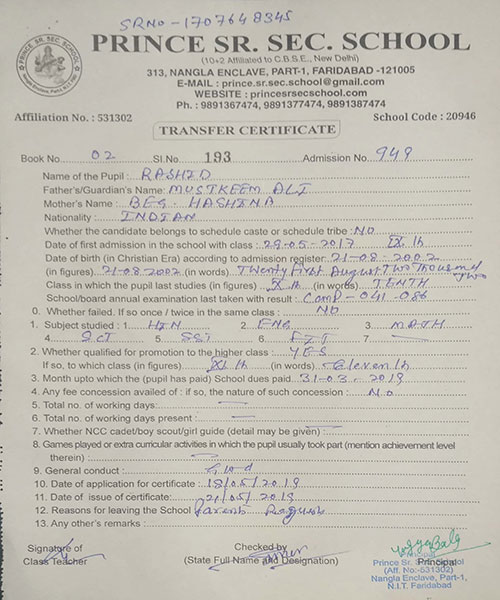 SRNO - 1707648345
PRINCE SR. SEC. SCHOOL
(10+2 Affiliated to C.B.S.E., New Delhi)
313, NANGLA ENCLAVE, PART-1, FARIDABAD -121005
E-MAIL : prince.sr.sec.school@gmail.com
WEBSITE : princesrsecschool.com
Ph. : 9891367474, 9891377474, 9891387474
Affiliation No. : 531302 School Code : 20946
TRANSFER CERTIFICATE
Book No. 02 Sl No. 193 Admission No. 949
Name of the Pupil : RASHID
Father's/Guardian's Name: MUSTKEEM ALI
Mother's Name : BEG. HASHINA
Nationality : INDIAN
Whether the candidate belongs to schedule caste or schedule tribe : NO
Date of first admission in the school with class : 29-05-2017 IX th
Date of birth (in Christian Era) according to admission register : 21-08-2002
(in figures) 21-08-2002 (in words) Twenty First August Two Thousand Two
Class in which the pupil last studies (in figures) X th (in words) TENTH
School/board annual examination last taken with result : COMP-041-086
0. Whether failed. If so once / twice in the same class : NO
1. Subject studied : 1. HIN 2. ENG 3. MATH
4. SCI 5. SSI 6. FIT 7.
2. Whether qualified for promotion to the higher class : YES
If so, to which class (in figures) XI th (in words) Eleventh
3. Month upto which the (pupil has paid) School dues paid 31-03-2019
4. Any fee concession availed of : if so, the nature of such concession : No
5. Total no. of working days :
6. Total no. of working days present :
7. Whether NCC cadet/boy scout/girl guide (detail may be given) :
8. Games played or extra curricular activities in which the pupil usually took part (mention achievement level
therein) :
9. General conduct : Good
10. Date of application for certificate : 18/05/2019
11. Date of issue of certificate: 21/05/2019
12. Reasons for leaving the School Parents Request
13. Any other's remarks :
Signature of Checked by
Class Teacher (State Full Name and Designation) Principal
Prince Sr. School
(Aff. No:-531302)
Nangla Enclave, Part-1,
N.I.T. Faridabad